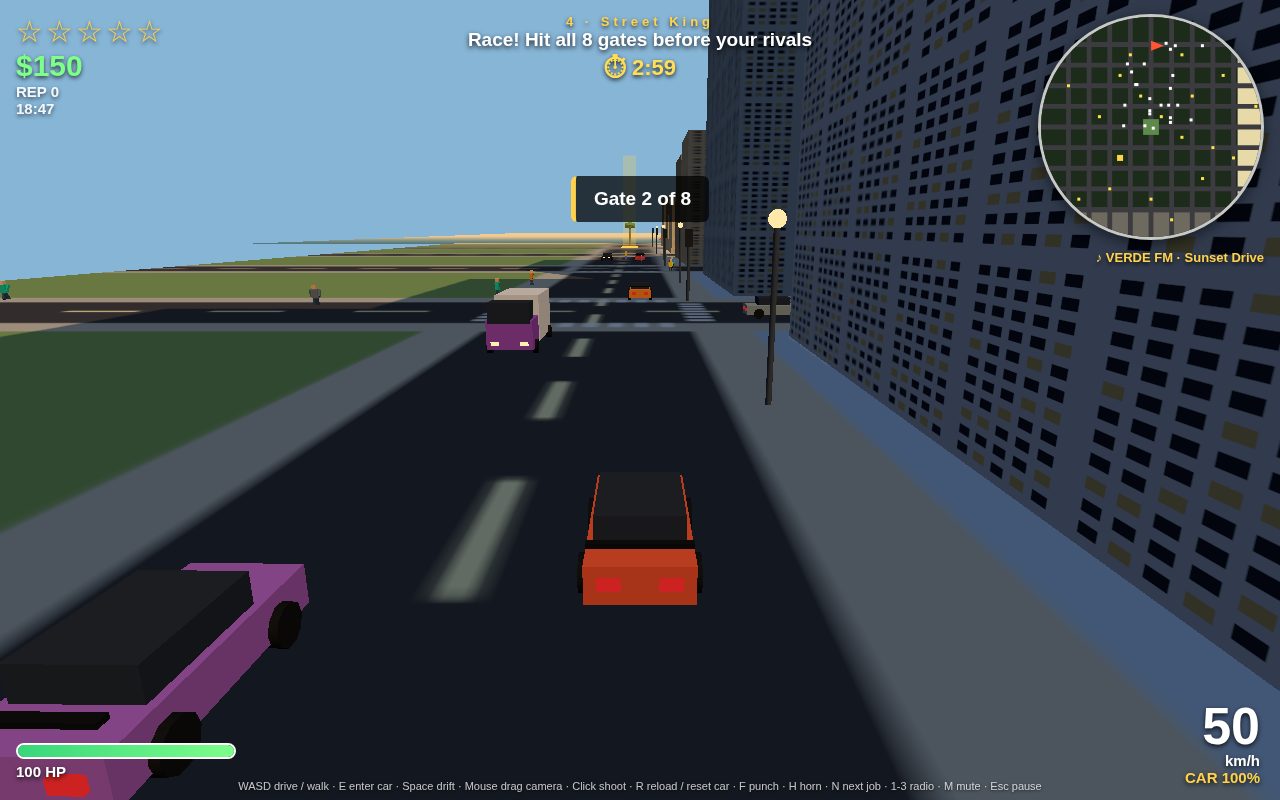 4 · Street King
Race! Hit all 8 gates before your rivals
⏱ 2:59
☆☆☆☆☆
$150
REP 0
18:47
Gate 2 of 8
♪ VERDE FM · Sunset Drive
50
km/h
CAR 100%
100 HP
WASD drive / walk · E enter car · Space drift · Mouse drag camera · Click shoot · R reload / reset car · F punch · H horn · N next job · 1-3 radio · M mute · Esc pause